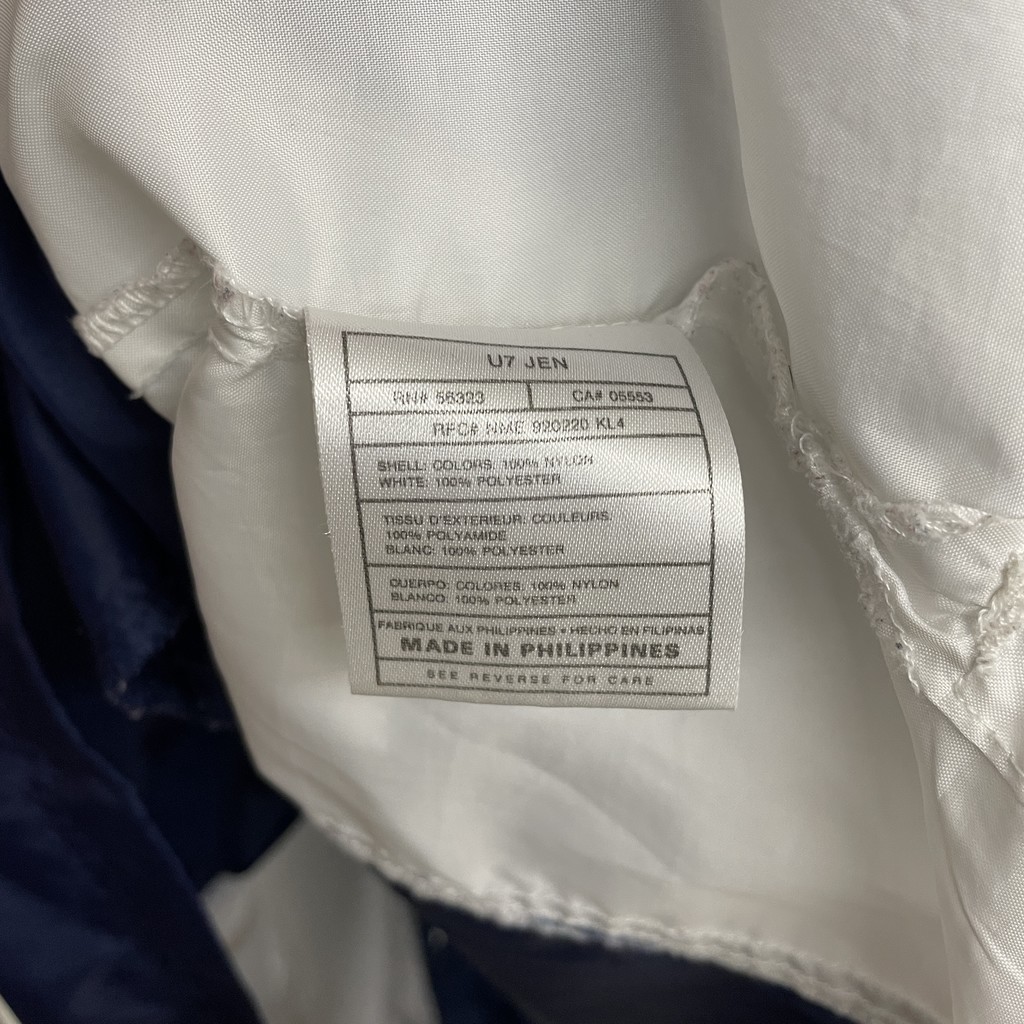 U7 JEN
RN# 56323 CA# 05553
RFC# NME 920220 KL4
SHELL: COLORS: 100% NYLON
WHITE: 100% POLYESTER
TISSU D'EXTERIEUR: COULEURS:
100% POLYAMIDE
BLANC: 100% POLYESTER
CUERPO: COLORES: 100% NYLON
BLANCO: 100% POLYESTER
FABRIQUE AUX PHILIPPINES • HECHO EN FILIPINAS
MADE IN PHILIPPINES
SEE REVERSE FOR CARE